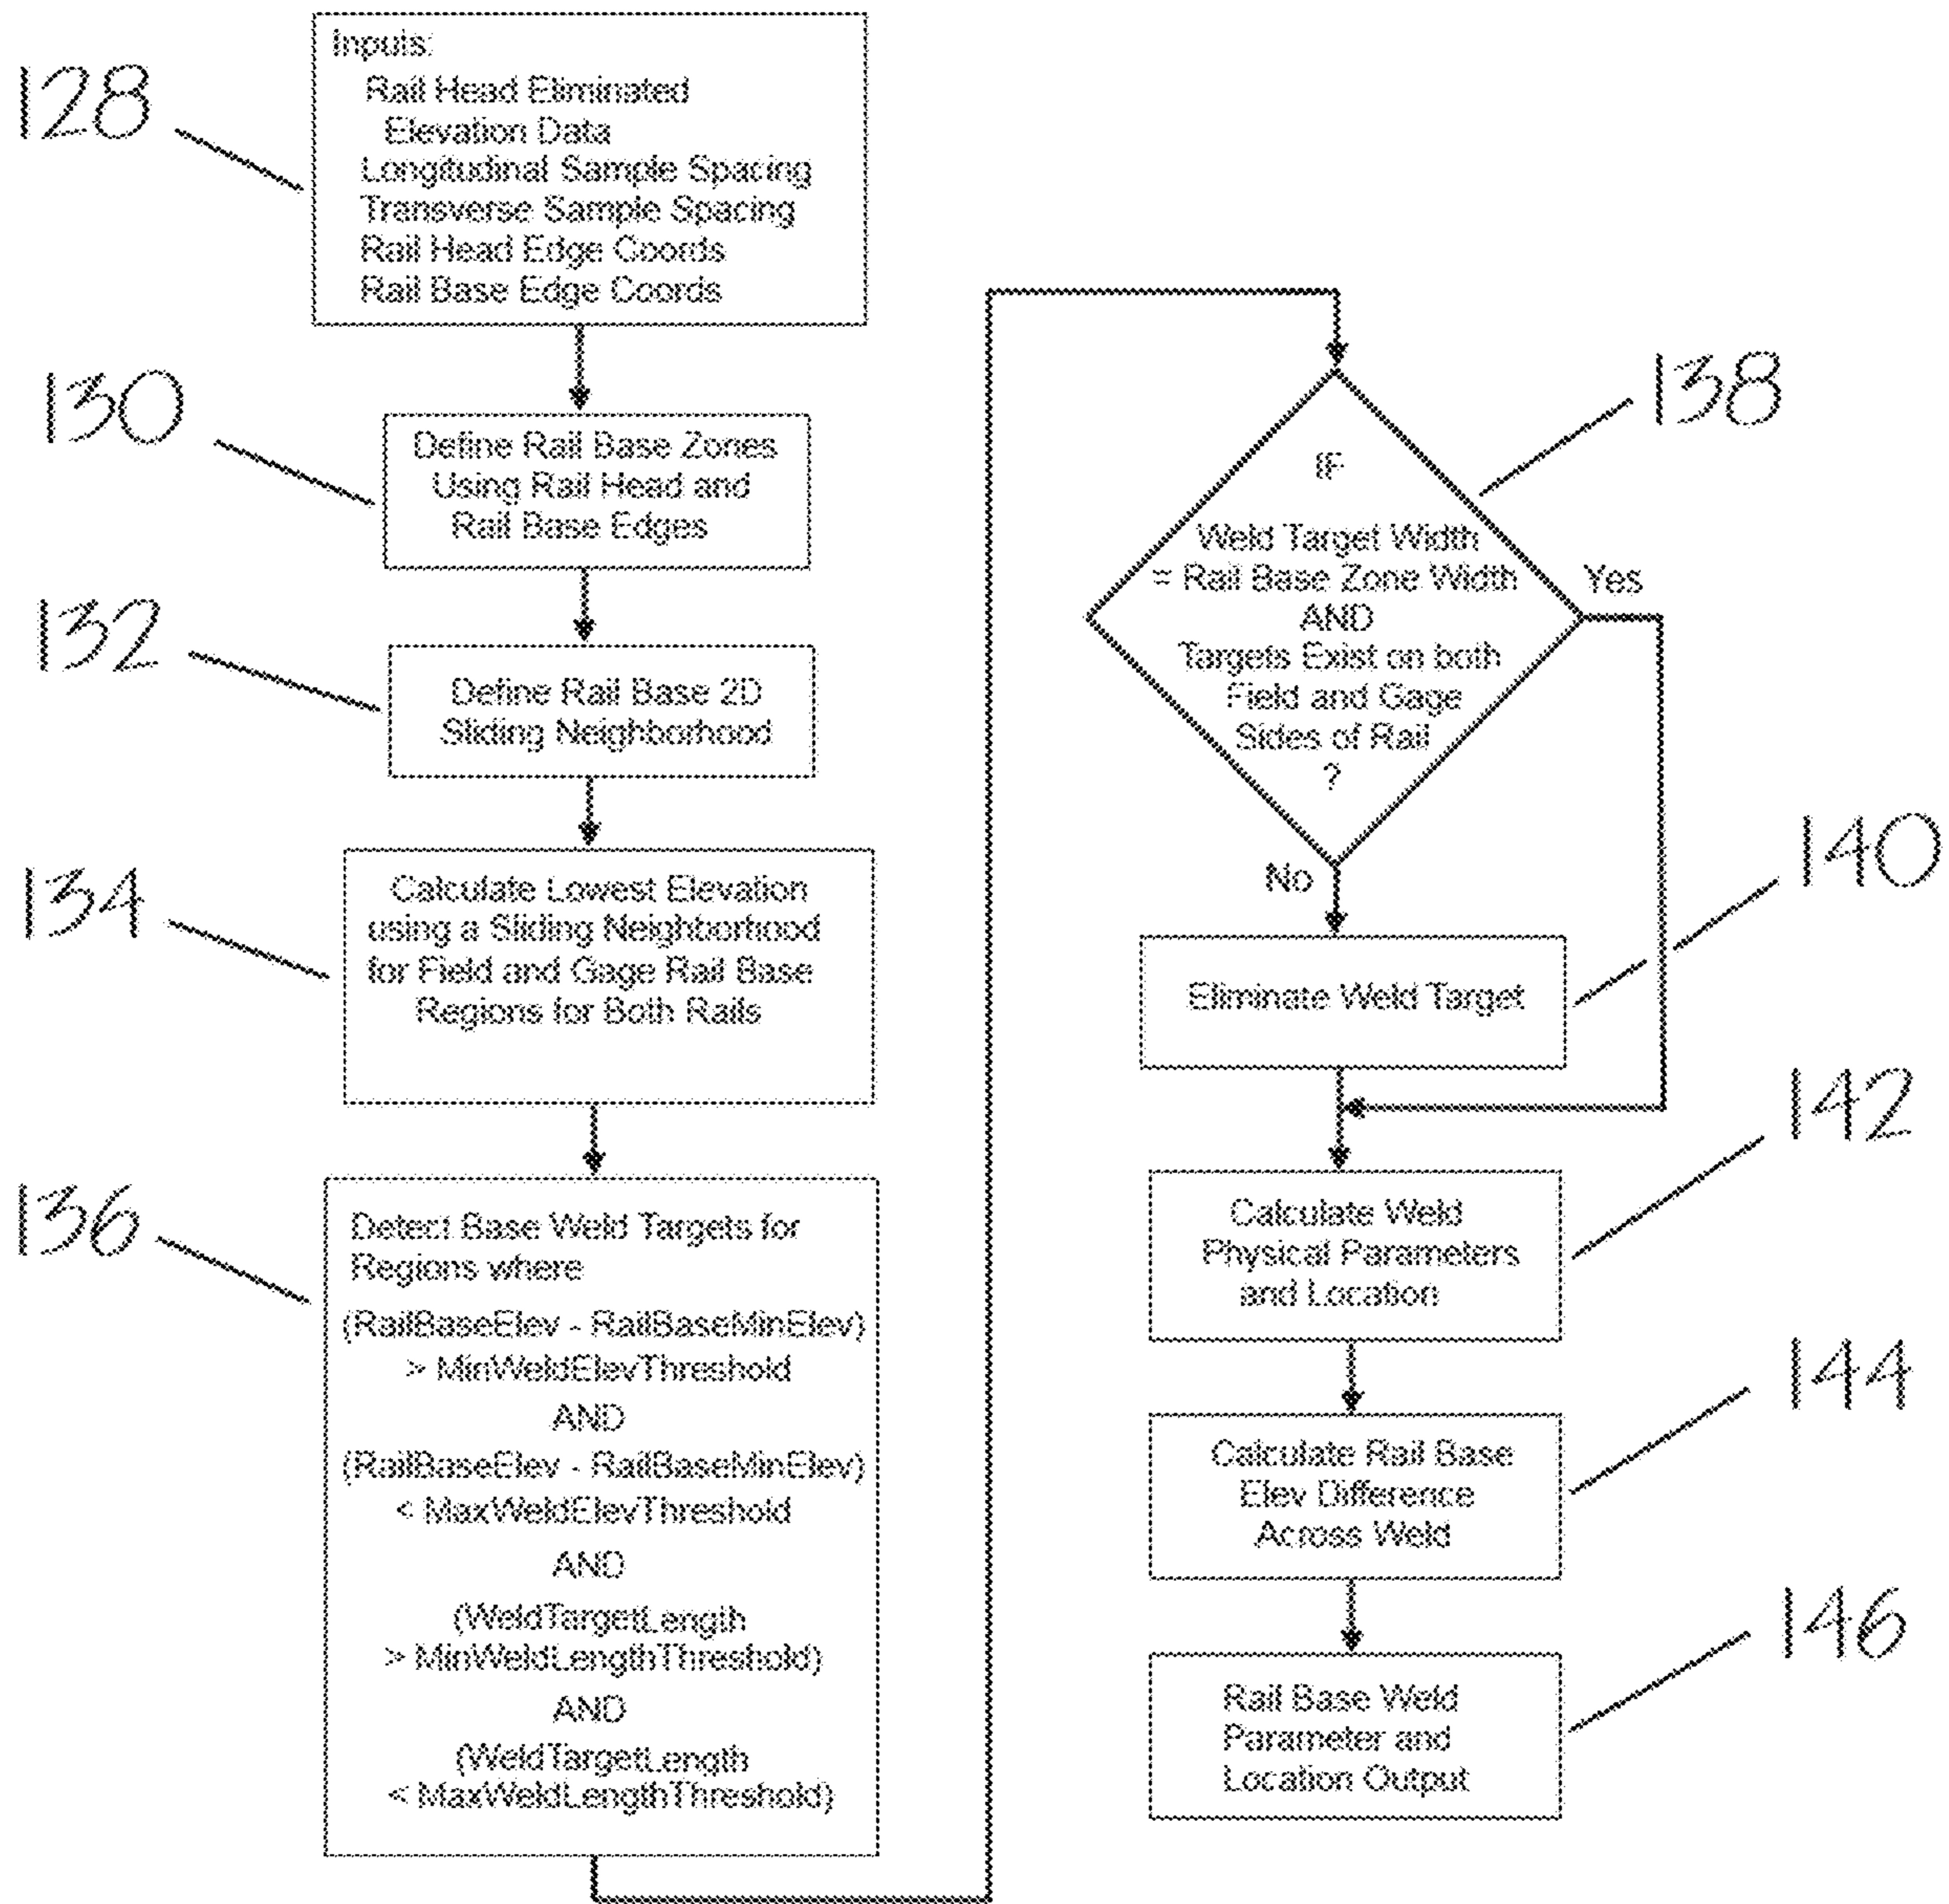 128
Inputs:
Rail Head Eliminated
Elevation Data
Longitudinal Sample Spacing
Transverse Sample Spacing
Rail Head Edge Coords
Rail Base Edge Coords
130
Define Rail Base Zones
Using Rail Head and
Rail Base Edges
132
Define Rail Base 2D
Sliding Neighborhood
134
Calculate Lowest Elevation
using a Sliding Neighborhood
for Field and Gage Rail Base
Regions for Both Rails
136
Detect Base Weld Targets for
Regions where
(RailBaseElev - RailBaseMinElev)
> MinWeldElevThreshold
AND
(RailBaseElev - RailBaseMinElev)
< MaxWeldElevThreshold
AND
(WeldTargetLength
> MinWeldLengthThreshold)
AND
(WeldTargetLength
< MaxWeldLengthThreshold)
138
IF
Weld Target Width
= Rail Base Zone Width
AND
Targets Exist on both
Field and Gage
Sides of Rail
?
Yes
No
140
Eliminate Weld Target
142
Calculate Weld
Physical Parameters
and Location
144
Calculate Rail Base
Elev Difference
Across Weld
146
Rail Base Weld
Parameter and
Location Output